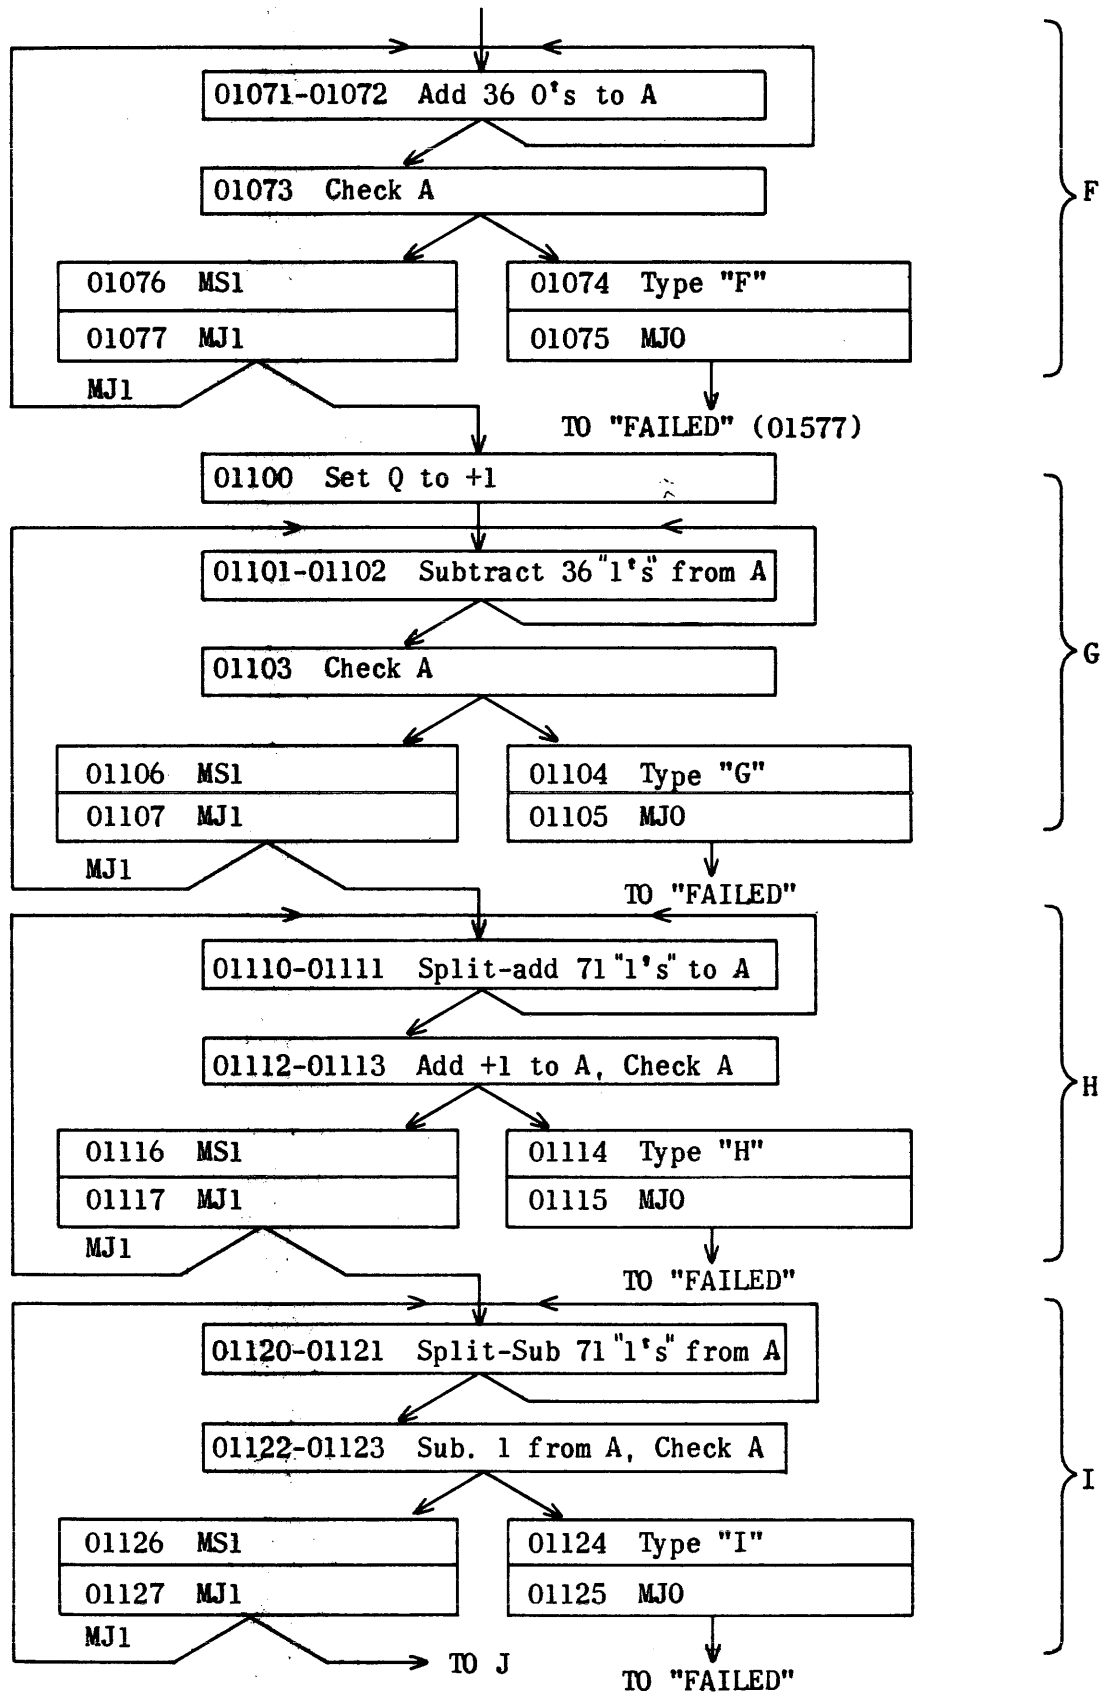 01071-01072 Add 36 0's to A
01073 Check A
F
01076 MS1
01074 Type "F"
01077 MJ1
01075 MJ0
MJ1
TO "FAILED" (01577)
01100 Set Q to +1
01101-01102 Subtract 36 "1's" from A
01103 Check A
G
01106 MS1
01104 Type "G"
01107 MJ1
01105 MJ0
MJ1
TO "FAILED"
01110-01111 Split-add 71 "1's" to A
01112-01113 Add +1 to A, Check A
H
01116 MS1
01114 Type "H"
01117 MJ1
01115 MJ0
MJ1
TO "FAILED"
01120-01121 Split-Sub 71 "1's" from A
01122-01123 Sub. 1 from A, Check A
I
01126 MS1
01124 Type "I"
01127 MJ1
01125 MJ0
MJ1
TO J
TO "FAILED"